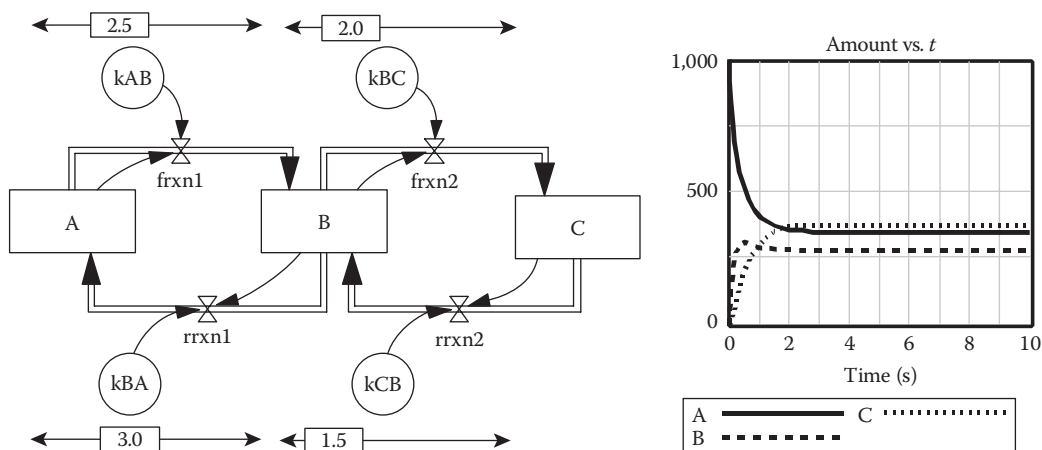 2.5
2.0
kAB
kBC
frxn1
frxn2
A
B
C
rrxn1
rrxn2
kBA
kCB
3.0
1.5
Amount vs. t
1,000
500
0
0 2 4 6 8 10
Time (s)
A C
B